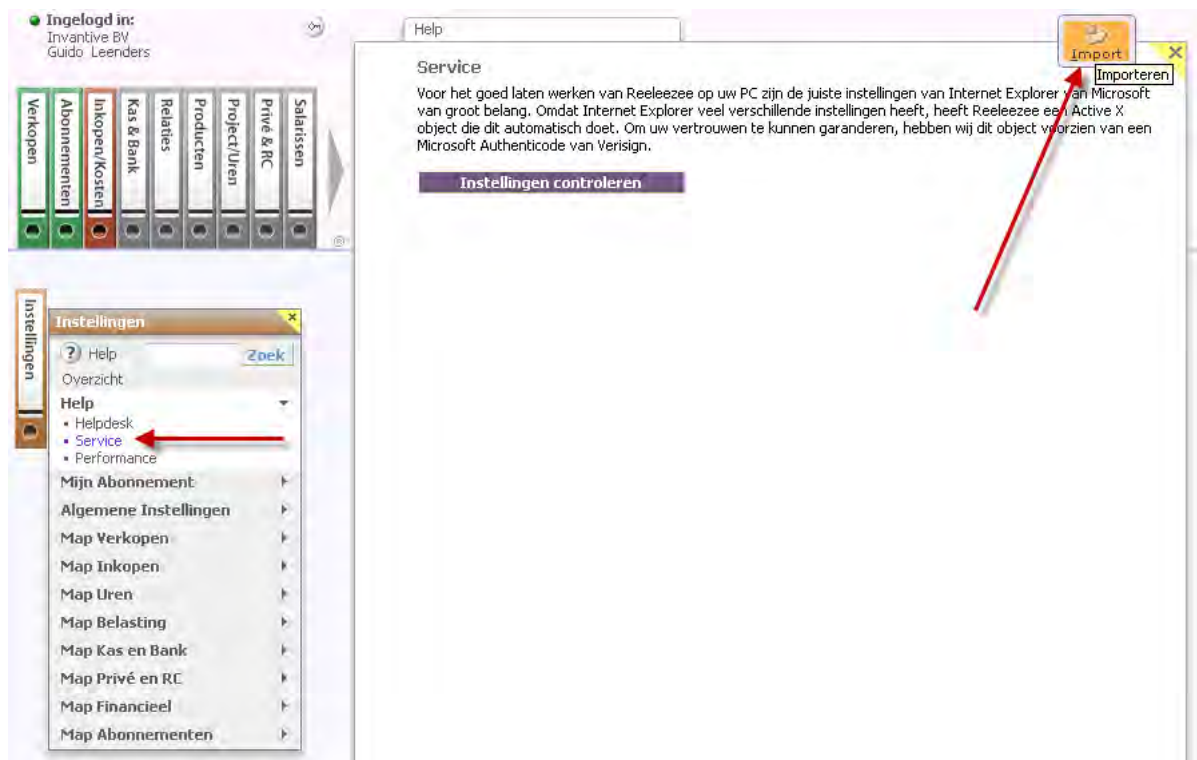 Ingelogd in:
Invantive BV
Guido Leenders
Verkopen
Abonnementen
Inkopen/Kosten
Kas & Bank
Relaties
Producten
Project/Uren
Privé & RC
Salarissen
Instellingen
Instellingen
? Help
Zoek
Overzicht
Help
Helpdesk
Service
Performance
Mijn Abonnement
Algemene Instellingen
Map Verkopen
Map Inkopen
Map Uren
Map Belasting
Map Kas en Bank
Map Privé en RC
Map Financieel
Map Abonnementen
Help
Import
Importeren
Service
Voor het goed laten werken van Reeleezee op uw PC zijn de juiste instellingen van Internet Explorer van Microsoft
van groot belang. Omdat Internet Explorer veel verschillende instellingen heeft, heeft Reeleezee een Active X
object die dit automatisch doet. Om uw vertrouwen te kunnen garanderen, hebben wij dit object voorzien van een
Microsoft Authenticode van Verisign.
Instellingen controleren